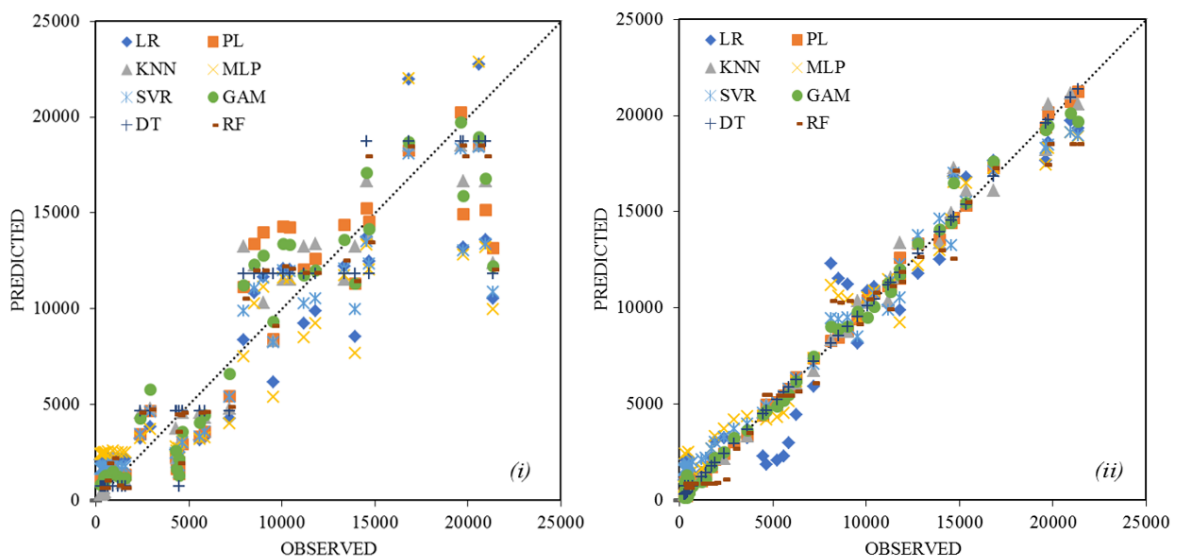 25000
20000
15000
10000
5000
0
PREDICTED
LR PL
KNN MLP
SVR GAM
DT RF
(i)
0 5000 10000 15000 20000 25000
OBSERVED
25000
20000
15000
10000
5000
0
PREDICTED
LR PL
KNN MLP
SVR GAM
DT RF
(ii)
0 5000 10000 15000 20000 25000
OBSERVED